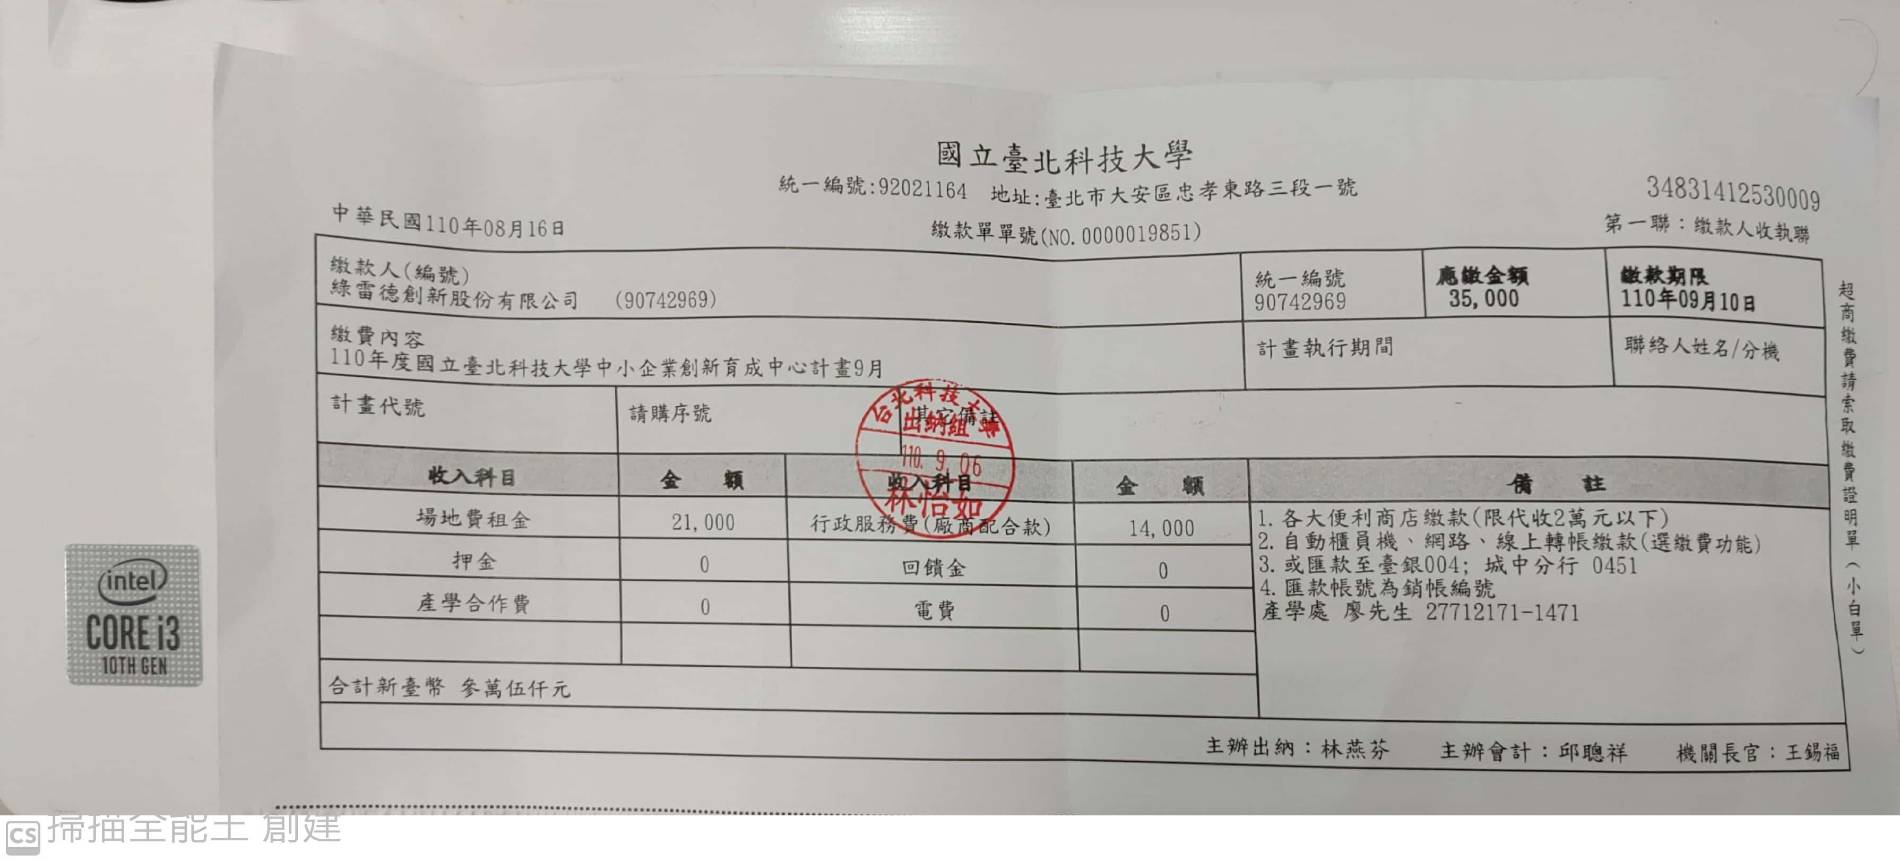 國立臺北科技大學
統一編號:92021164 地址:臺北市大安區忠孝東路三段一號
34831412530009
中華民國110年08月16日
繳款單單號(NO.0000019851)
第一聯：繳款人收執聯
繳款人(編號)
綠雷德創新股份有限公司 (90742969)
統一編號
90742969
應繳金額
35,000
繳款期限
110年09月10日
繳費內容
110年度國立臺北科技大學中小企業創新育成中心計畫9月
計畫執行期間
聯絡人姓名/分機
計畫代號
請購序號
其它備註
台北科技大學
出納組
110. 9. 06
林怡如
收入科目 金 額 收入科目 金 額 備 註
場地費租金 21,000 行政服務費(廠商配合款) 14,000
押金 0 回饋金 0
產學合作費 0 電費 0
1. 各大便利商店繳款(限代收2萬元以下)
2. 自動櫃員機、網路、線上轉帳繳款(選繳費功能)
3. 或匯款至臺銀004; 城中分行 0451
4. 匯款帳號為銷帳編號
產學處 廖先生 27712171-1471
合計新臺幣 參萬伍仟元
主辦出納：林燕芬 主辦會計：邱聰祥 機關長官：王錫福
超商繳費請索取繳費證明單(小白單)
intel
CORE i3
10TH GEN
CS 掃描全能王 創建